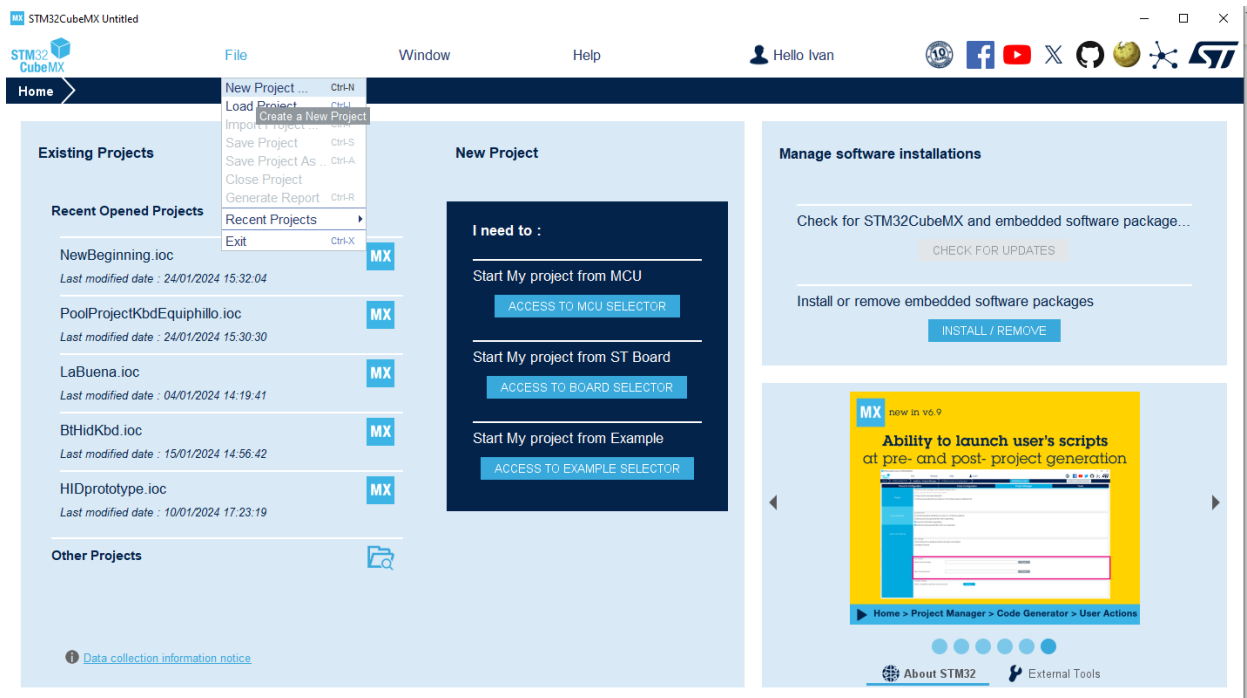 MX STM32CubeMX Untitled
STM32
CubeMX
File
Window
Help
Hello Ivan
19
Home
New Project ... Ctrl-N
Load Project ... Ctrl-L
Create a New Project
Import Project ...
Save Project Ctrl-S
Save Project As .. Ctrl-A
Close Project
Generate Report Ctrl-R
Recent Projects
Exit Ctrl-X
Existing Projects
Recent Opened Projects
NewBeginning.ioc MX
Last modified date : 24/01/2024 15:32:04
PoolProjectKbdEquiphillo.ioc MX
Last modified date : 24/01/2024 15:30:30
LaBuena.ioc MX
Last modified date : 04/01/2024 14:19:41
BtHidKbd.ioc MX
Last modified date : 15/01/2024 14:56:42
HIDprototype.ioc MX
Last modified date : 10/01/2024 17:23:19
Other Projects
Data collection information notice
New Project
I need to :
Start My project from MCU
ACCESS TO MCU SELECTOR
Start My project from ST Board
ACCESS TO BOARD SELECTOR
Start My project from Example
ACCESS TO EXAMPLE SELECTOR
Manage software installations
Check for STM32CubeMX and embedded software package...
CHECK FOR UPDATES
Install or remove embedded software packages
INSTALL / REMOVE
MX new in v6.9
Ability to launch user's scripts
at pre- and post- project generation
Home > Project Manager > Code Generator > User Actions
About STM32
External Tools